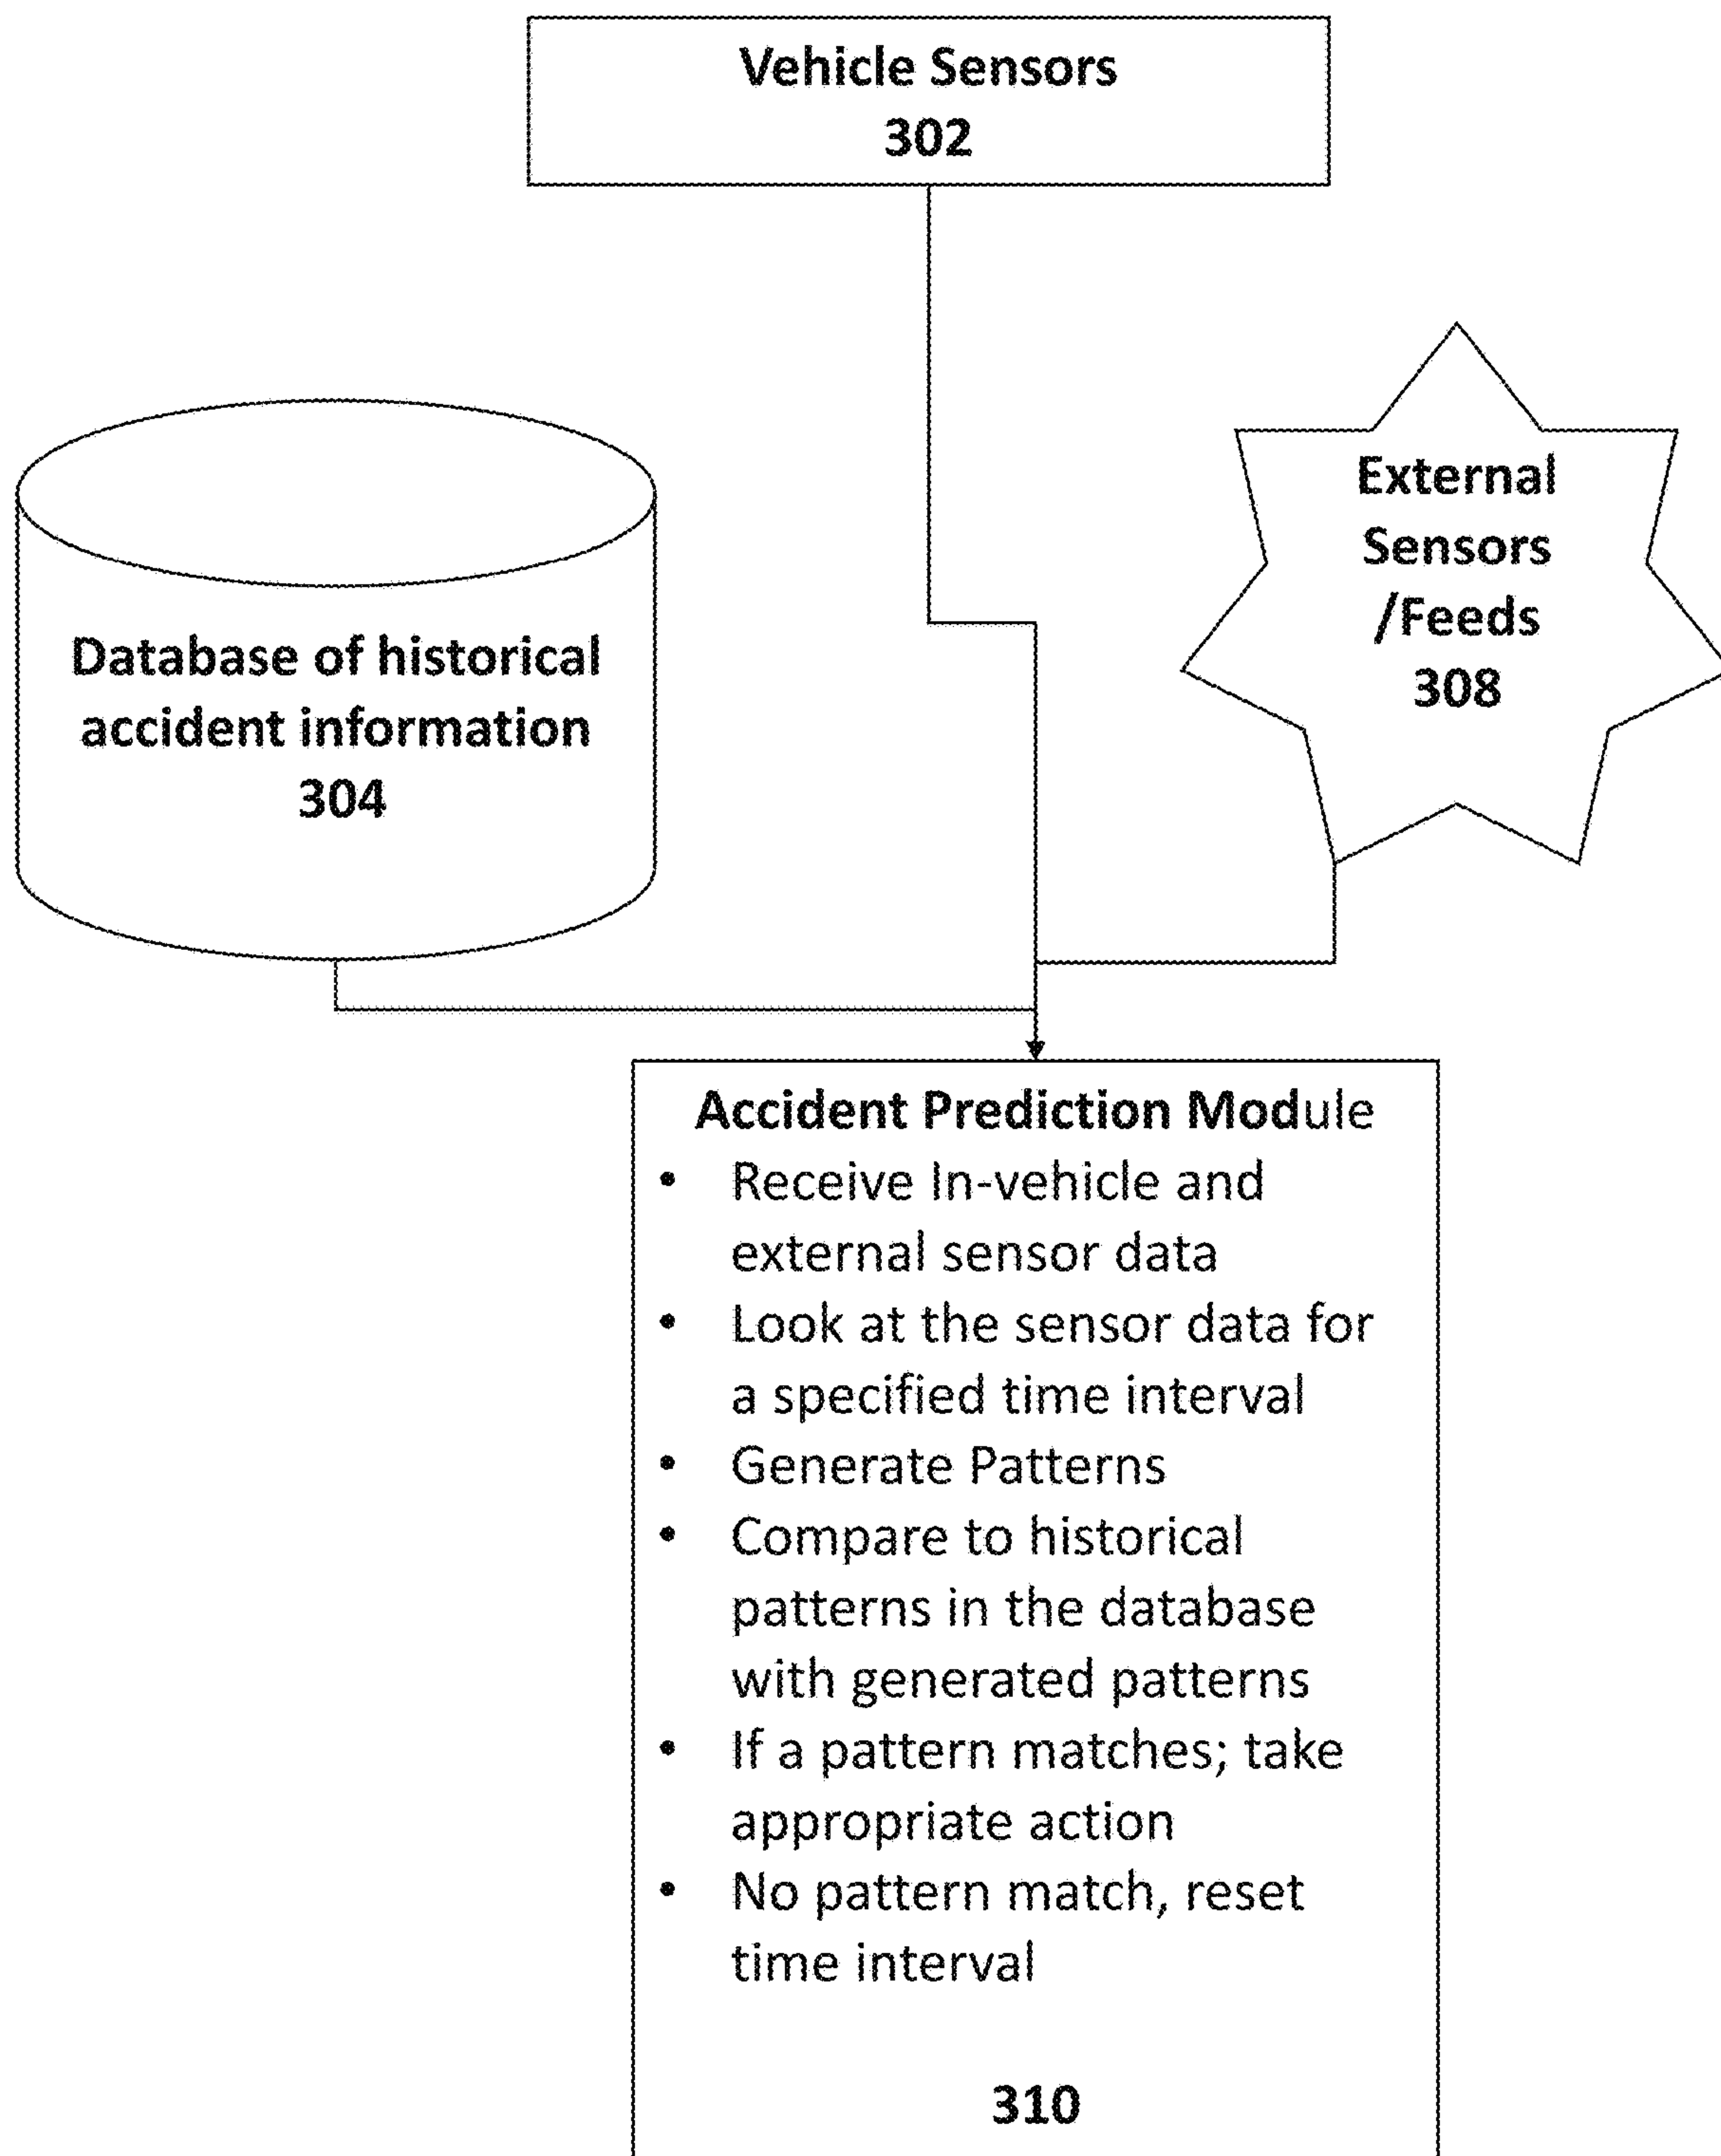 Vehicle Sensors
302
External
Sensors
/Feeds
308
Database of historical
accident information
304
Accident Prediction Module
• Receive In-vehicle and
external sensor data
• Look at the sensor data for
a specified time interval
• Generate Patterns
• Compare to historical
patterns in the database
with generated patterns
• If a pattern matches; take
appropriate action
• No pattern match, reset
time interval
310